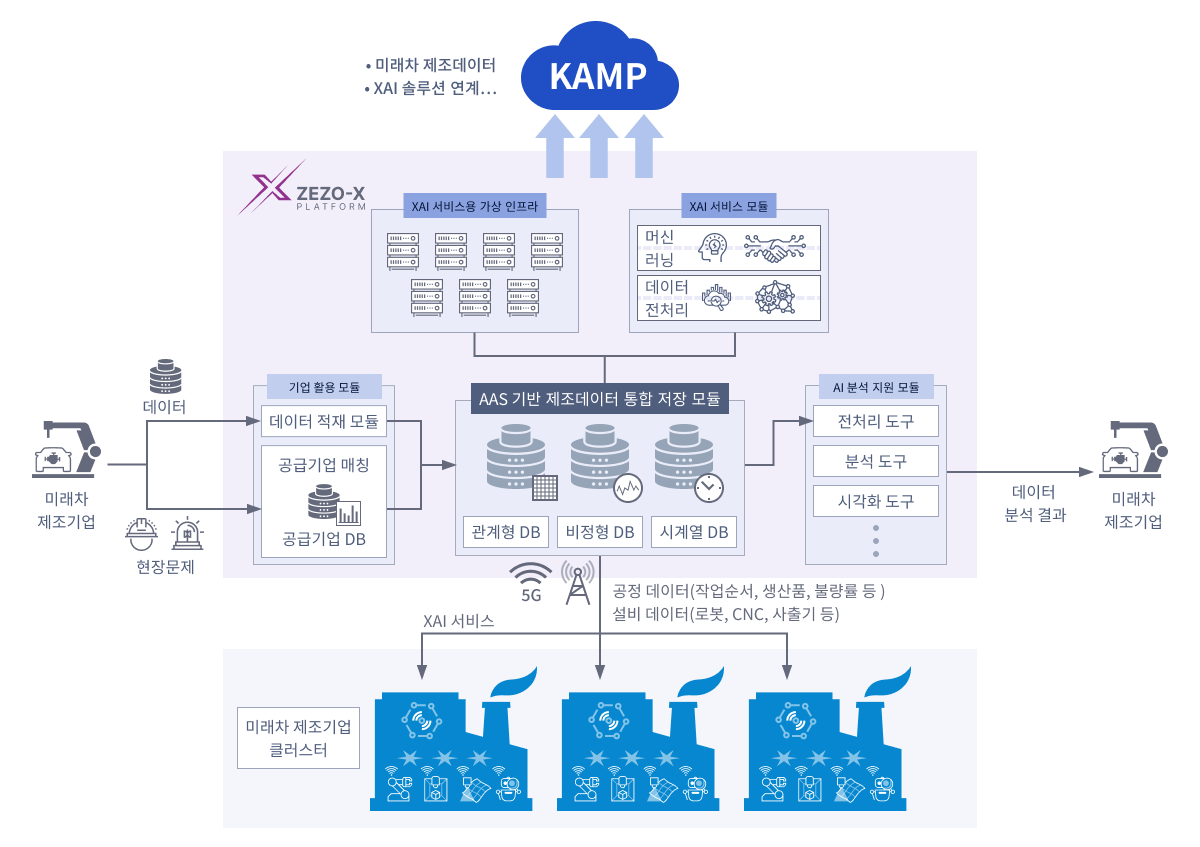 • 미래차 제조데이터
• XAI 솔루션 연계...
KAMP
ZEZO-X
PLATFORM
XAI 서비스용 가상 인프라
XAI 서비스 모듈
머신
러닝
데이터
전처리
데이터
미래차
제조기업
현장문제
기업 활용 모듈
데이터 적재 모듈
공급기업 매칭
공급기업 DB
AAS 기반 제조데이터 통합 저장 모듈
관계형 DB
비정형 DB
시계열 DB
AI 분석 지원 모듈
전처리 도구
분석 도구
시각화 도구
데이터
분석 결과
미래차
제조기업
5G
공정 데이터(작업순서, 생산품, 불량률 등 )
설비 데이터(로봇, CNC, 사출기 등)
XAI 서비스
미래차 제조기업
클러스터